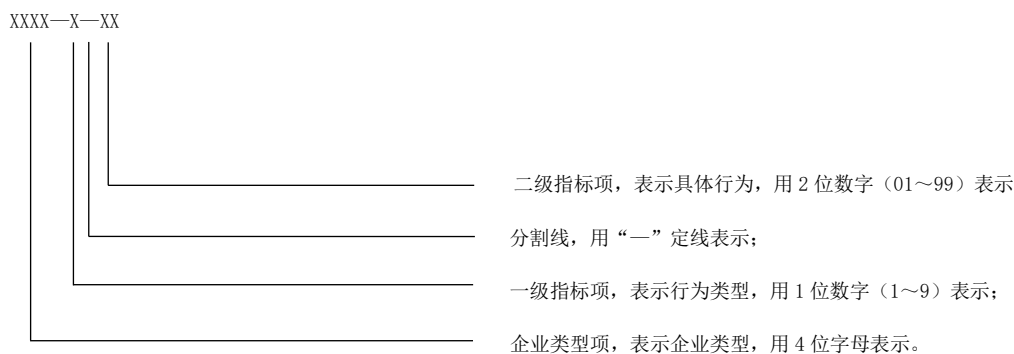 XXXX—X—XX
二级指标项，表示具体行为，用 2 位数字（01～99）表示
分割线，用“—”定线表示；
一级指标项，表示行为类型，用 1 位数字（1～9）表示；
企业类型项，表示企业类型，用 4 位字母表示。